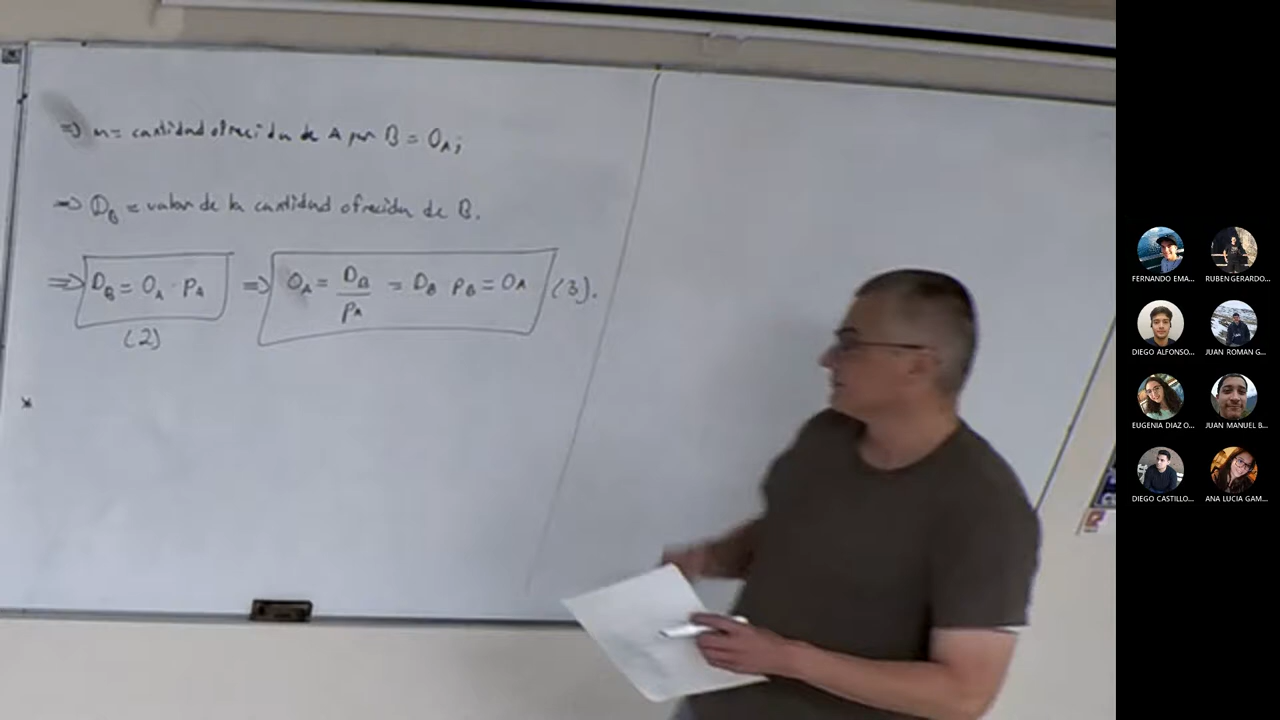 ⇒ m = cantidad ofrecida de A por B = O_A;
⇒ D_B = valor de la cantidad ofrecida de B.
⇒ D_B = O_A · P_A ⇒ O_A = D_B / P_A = D_B P_B = O_A (3).
(2)
FERNANDO EMA...
RUBEN GERARDO...
DIEGO ALFONSO...
JUAN ROMAN G...
EUGENIA DIAZ O...
JUAN MANUEL B...
DIEGO CASTILLO...
ANA LUCIA GAM...